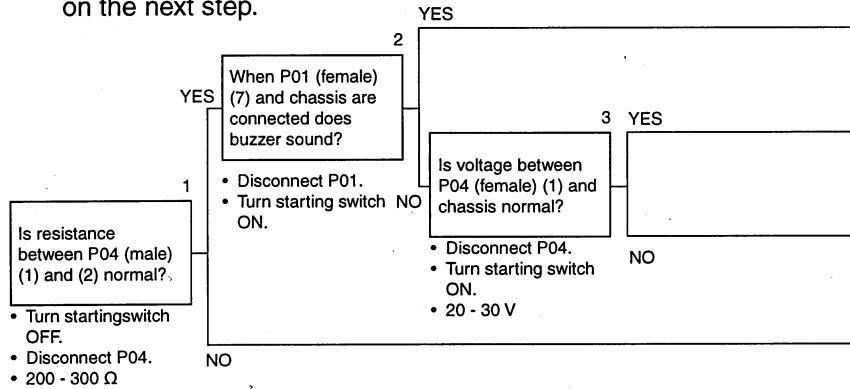 on the next step.
YES
2
When P01 (female)
(7) and chassis are
connected does
buzzer sound?
YES
• Disconnect P01.
• Turn starting switch
ON.
NO
3
YES
Is voltage between
P04 (female) (1) and
chassis normal?
• Disconnect P04.
• Turn starting switch
ON.
• 20 - 30 V
NO
1
Is resistance
between P04 (male)
(1) and (2) normal?
• Turn startingswitch
OFF.
• Disconnect P04.
• 200 - 300 Ω
NO